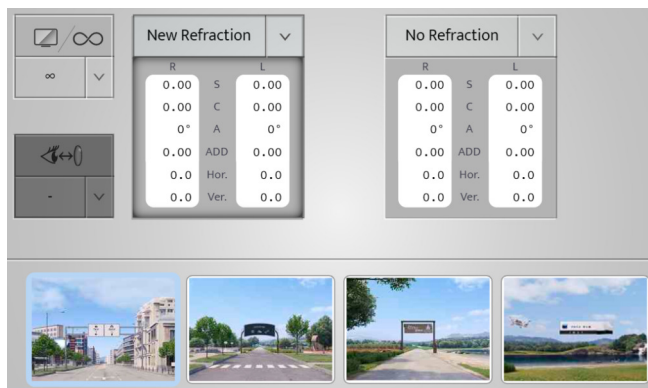 ∞
New Refraction
No Refraction
∞
R L
0.00 S 0.00
0.00 C 0.00
0° A 0°
0.00 ADD 0.00
0.0 Hor. 0.0
0.0 Ver. 0.0
-
R L
0.00 S 0.00
0.00 C 0.00
0° A 0°
0.00 ADD 0.00
0.0 Hor. 0.0
0.0 Ver. 0.0